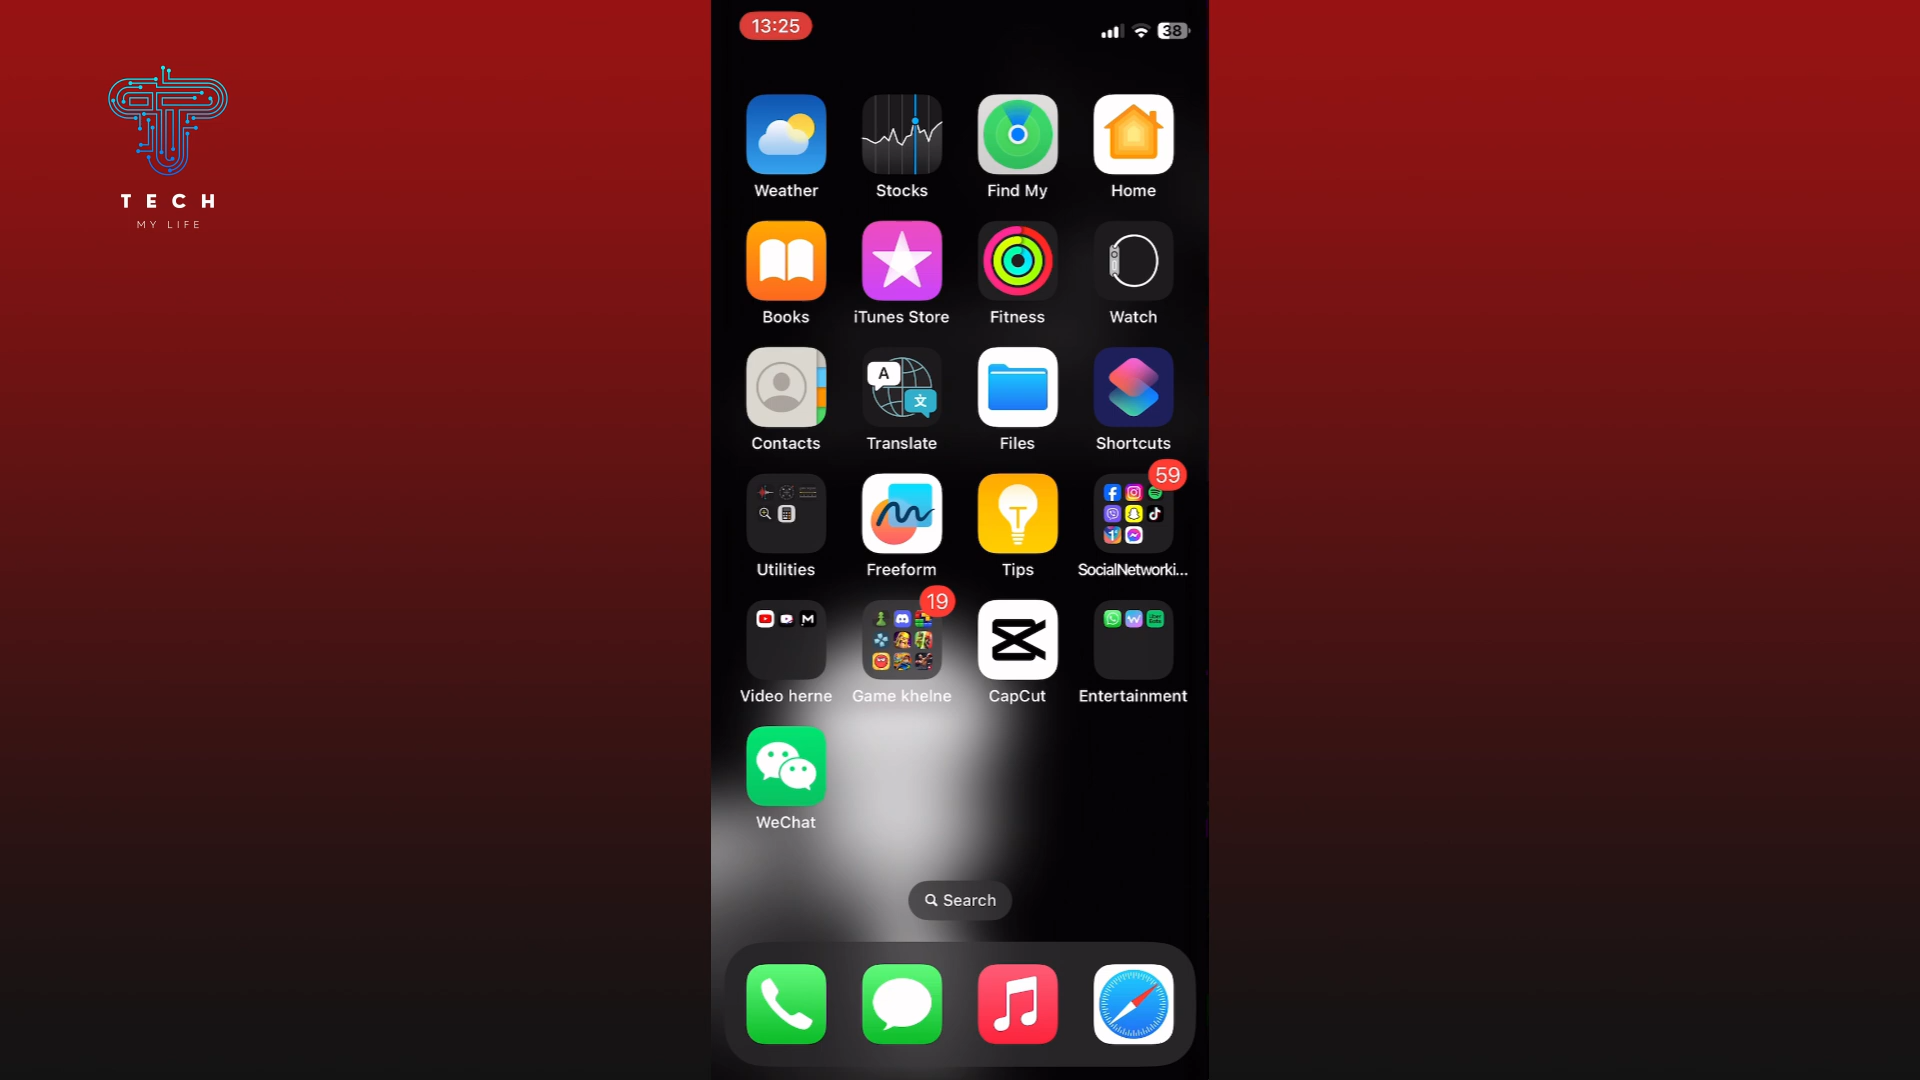 13:25
38
TECH
MY LIFE
Weather
Stocks
Find My
Home
Books
iTunes Store
Fitness
Watch
Contacts
Translate
Files
Shortcuts
59
Utilities
Freeform
Tips
SocialNetworki...
19
Video herne
Game khelne
CapCut
Entertainment
WeChat
Search